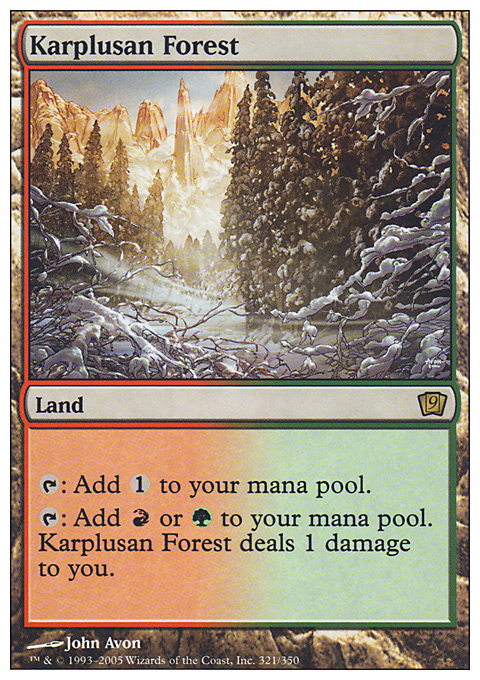 Karplusan Forest
Land
9
: Add 1 to your mana pool.
: Add or to your mana pool.
Karplusan Forest deals 1 damage
to you.
John Avon
™ & © 1993–2005 Wizards of the Coast, Inc. 321/350